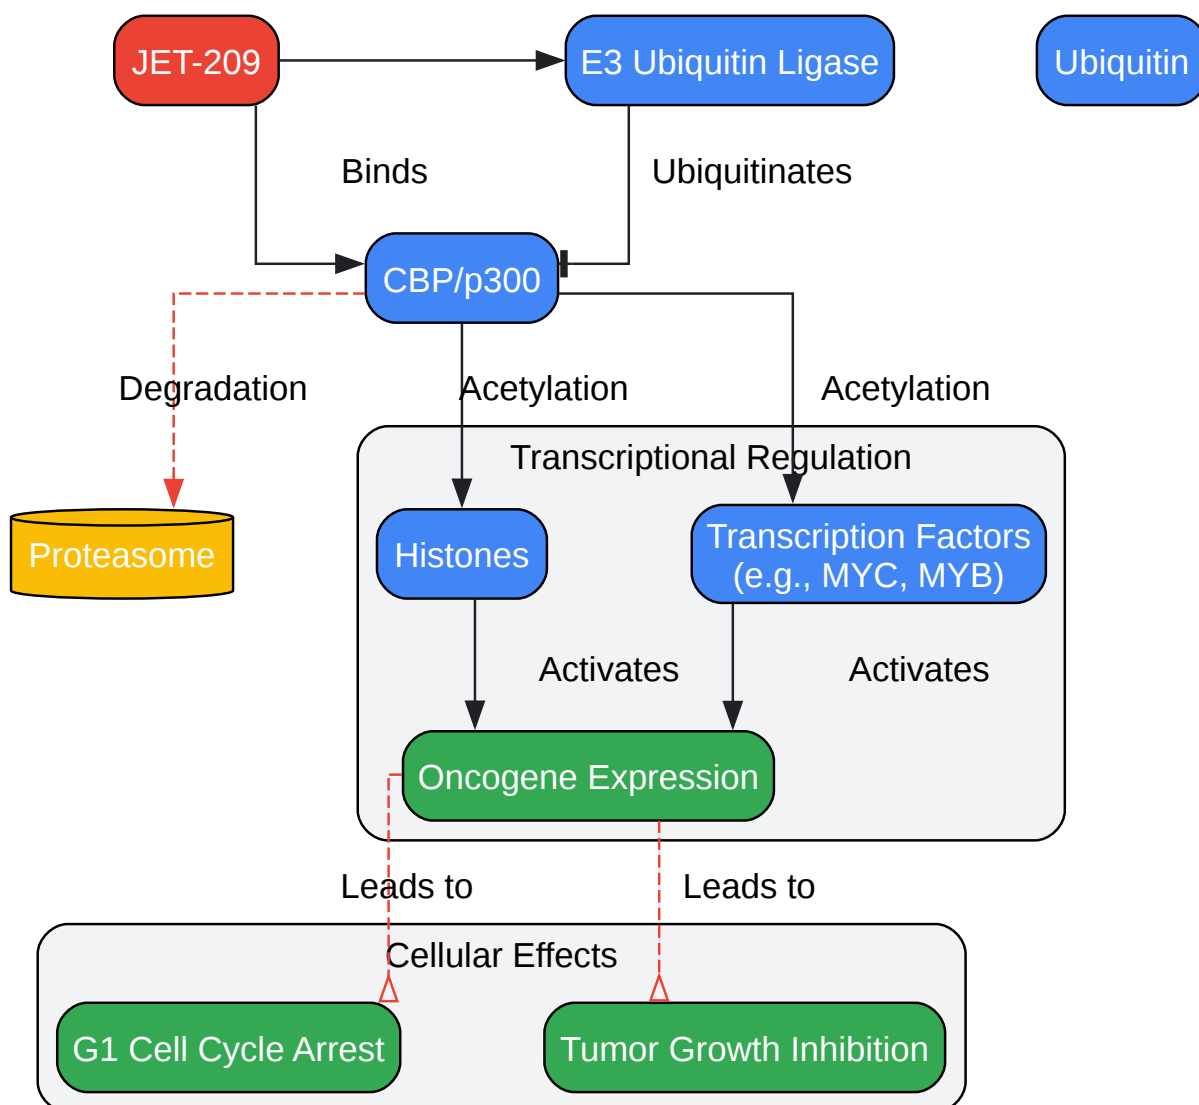 JET-209
E3 Ubiquitin Ligase
Ubiquitin
Binds
Ubiquitinates
CBP/p300
Degradation
Acetylation
Acetylation
Transcriptional Regulation
Proteasome
Histones
Transcription Factors
(e.g., MYC, MYB)
Activates
Activates
Oncogene Expression
Leads to
Leads to
Cellular Effects
G1 Cell Cycle Arrest
Tumor Growth Inhibition